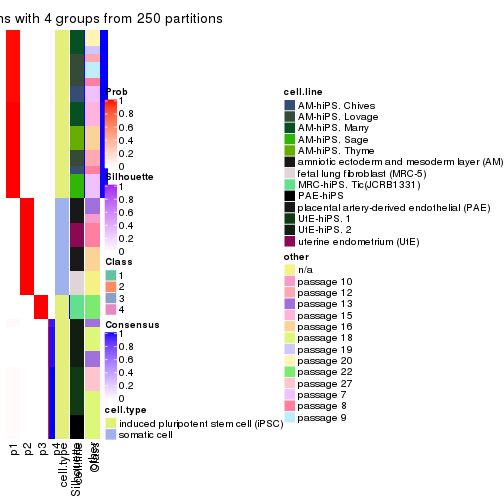 ns with 4 groups from 250 partitions
Prob
1
0.8
0.6
0.4
0.2
0
Silhouette
1
0.8
0.6
0.4
0.2
0
Class
1
2
3
4
Consensus
1
0.8
0.6
0.4
0.2
0
cell.type
induced pluripotent stem cell (iPSC)
somatic cell
cell.line
AM-hiPS. Chives
AM-hiPS. Lovage
AM-hiPS. Marry
AM-hiPS. Sage
AM-hiPS. Thyme
amniotic ectoderm and mesoderm layer (AM)
fetal lung fibroblast (MRC-5)
MRC-hiPS. Tic(JCRB1331)
PAE-hiPS
placental artery-derived endothelial (PAE)
UtE-hiPS. 1
UtE-hiPS. 2
uterine endometrium (UtE)
other
n/a
passage 10
passage 12
passage 13
passage 15
passage 16
passage 18
passage 19
passage 20
passage 22
passage 27
passage 7
passage 8
passage 9
p1
p2
p3
p4
cell.type
Silhouette